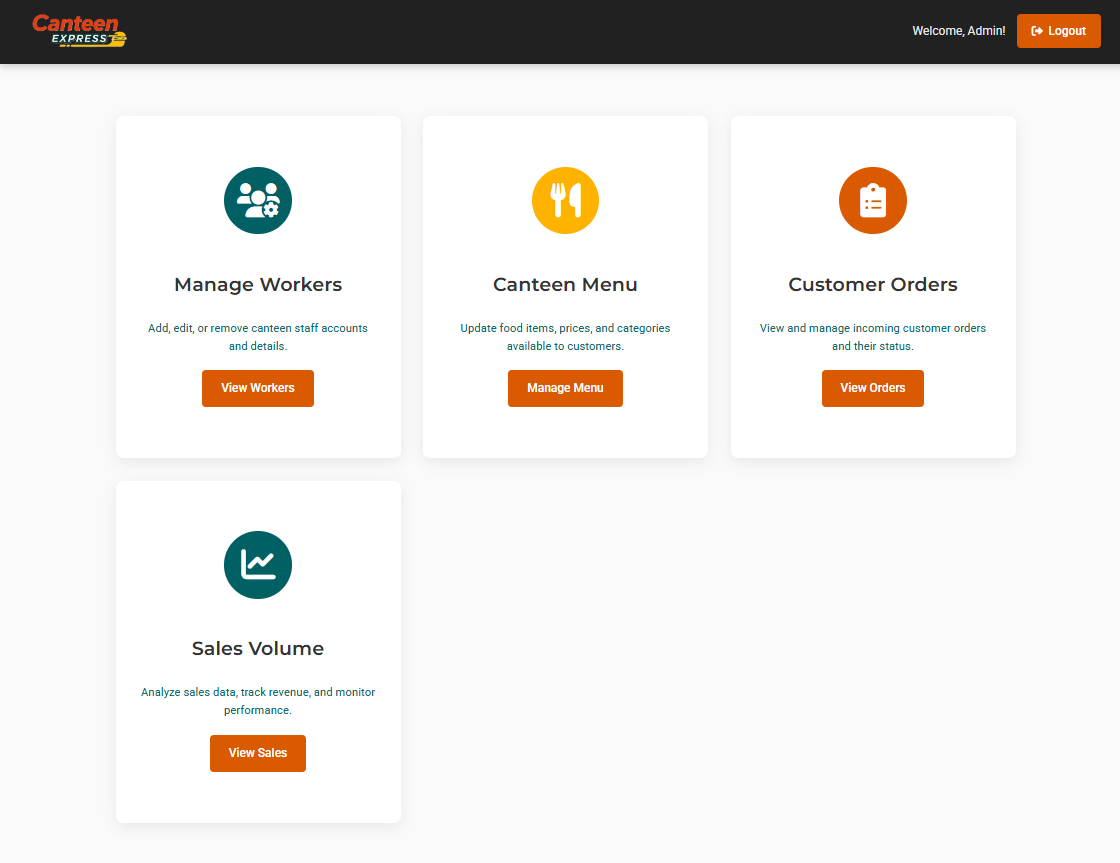 Canteen
EXPRESS
Welcome, Admin!
Logout
Manage Workers
Add, edit, or remove canteen staff accounts
and details.
View Workers
Canteen Menu
Update food items, prices, and categories
available to customers.
Manage Menu
Customer Orders
View and manage incoming customer orders
and their status.
View Orders
Sales Volume
Analyze sales data, track revenue, and monitor
performance.
View Sales